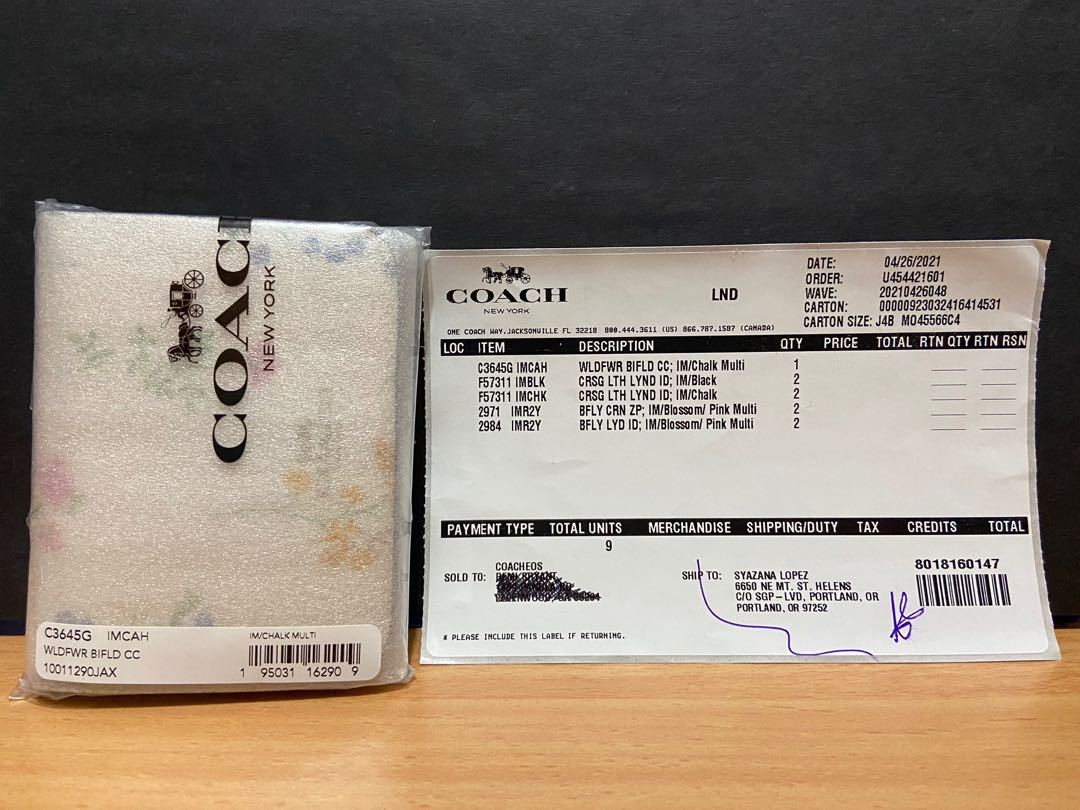 COACH
NEW YORK
C3645G IMCAH
WLDFWR BIFLD CC
10011290JAX
IM/CHALK MULTI
1 95031 16290 9
COACH
NEW YORK
LND
DATE: 04/26/2021
ORDER: U454421601
WAVE: 20210426048
CARTON: 00000923032416414531
CARTON SIZE: J4B M045566C4
ONE COACH WAY.JACKSONVILLE FL 32218 800.444.3611 (US) 866.787.1587 (CANADA)
LOC ITEM DESCRIPTION QTY PRICE TOTAL RTN QTY RTN RSN
C3645G IMCAH WLDFWR BIFLD CC; IM/Chalk Multi 1
F57311 IMBLK CRSG LTH LYND ID; IM/Black 2
F57311 IMCHK CRSG LTH LYND ID; IM/Chalk 2
2971 IMR2Y BFLY CRN ZP; IM/Blossom/ Pink Multi 2
2984 IMR2Y BFLY LYD ID; IM/Blossom/ Pink Multi 2
PAYMENT TYPE TOTAL UNITS MERCHANDISE SHIPPING/DUTY TAX CREDITS TOTAL
9
SOLD TO: COACHEOS
SHIP TO: SYAZANA LOPEZ
6650 NE MT. ST. HELENS
C/O SGP-LVD, PORTLAND, OR
PORTLAND, OR 97252
8018160147
* PLEASE INCLUDE THIS LABEL IF RETURNING.